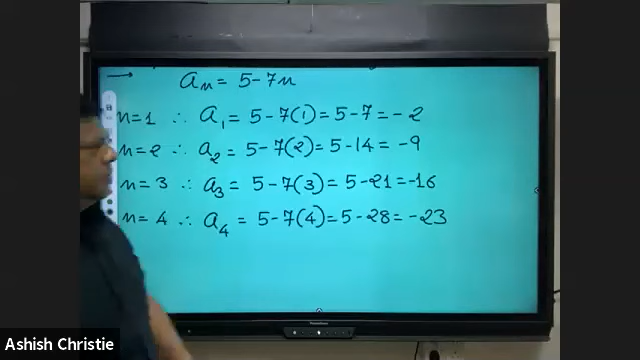 → aₙ = 5-7n
n=1 ∴ a₁ = 5-7(1) = 5-7 = -2
n=2 ∴ a₂ = 5-7(2) = 5-14 = -9
n=3 ∴ a₃ = 5-7(3) = 5-21 = -16
n=4 ∴ a₄ = 5-7(4) = 5-28 = -23
Ashish Christie